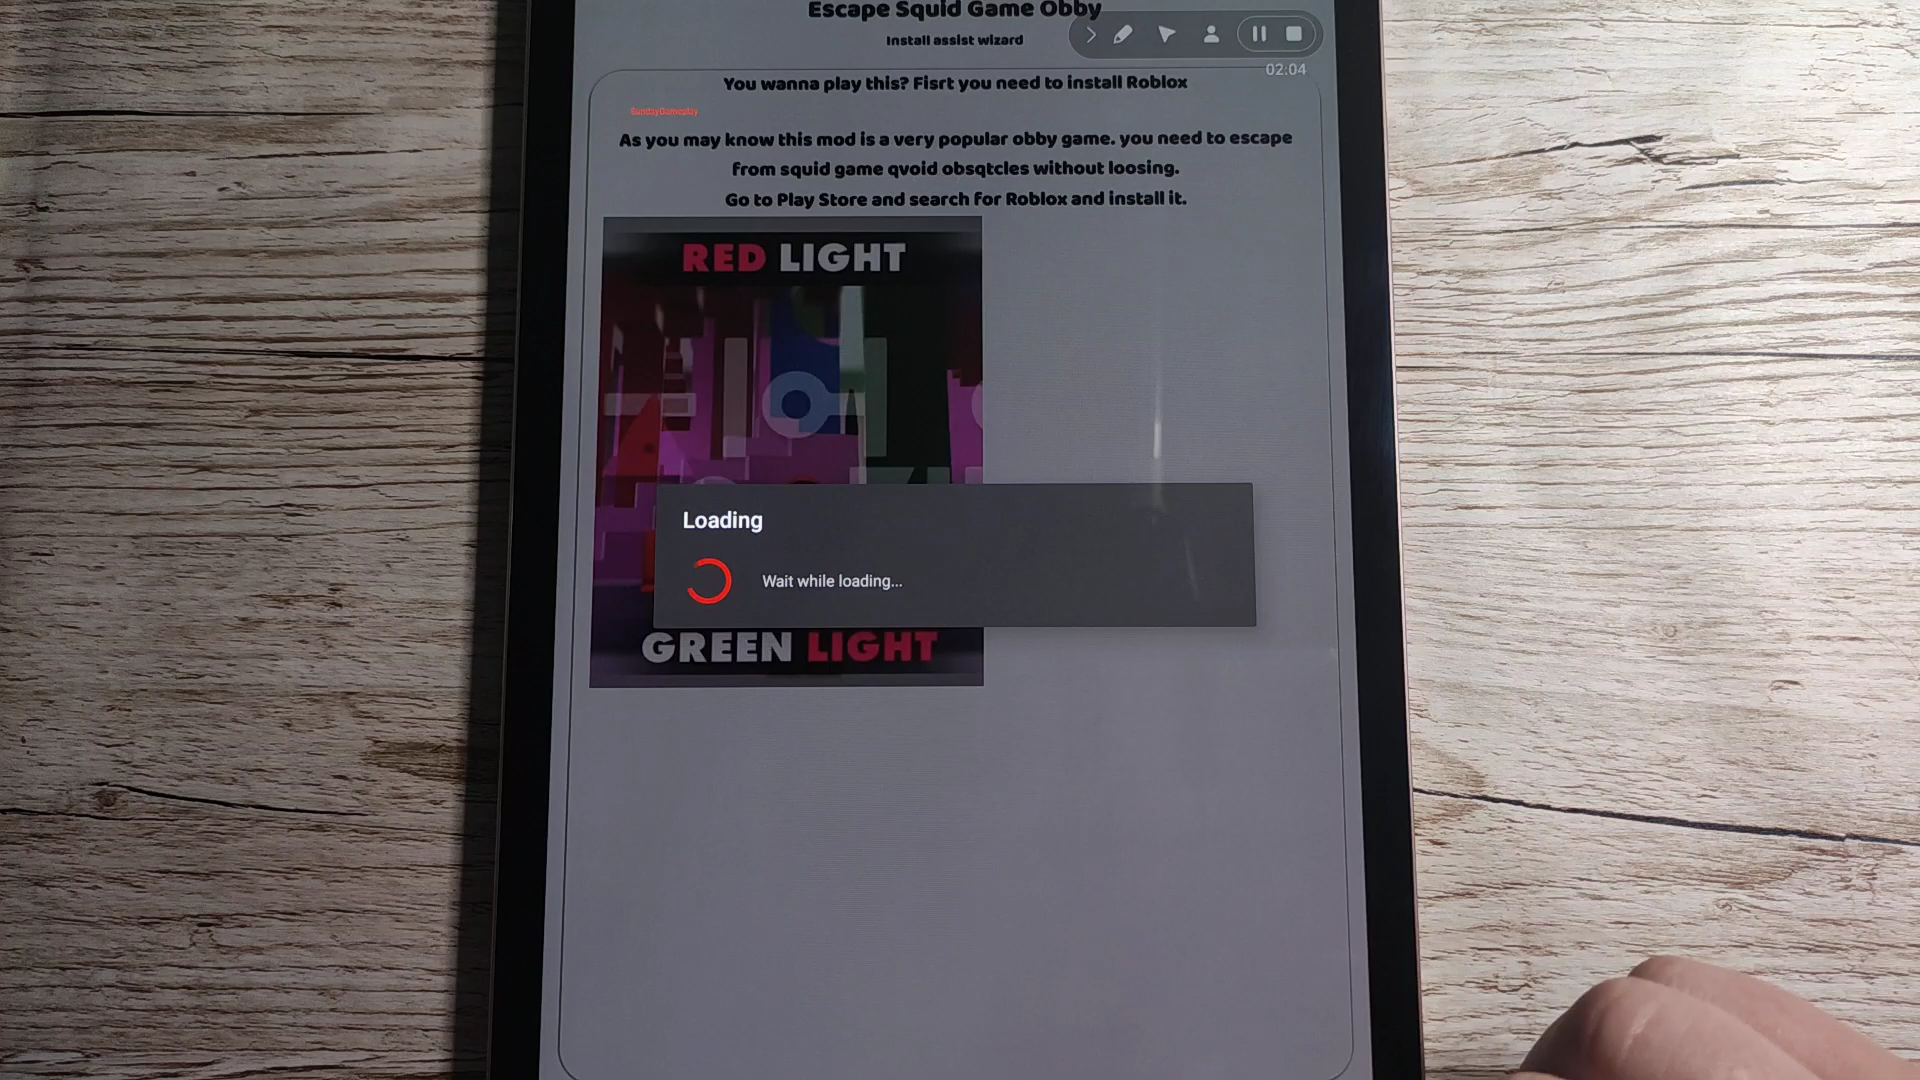 Escape Squid Game Obby
Install assist wizard
02:04
You wanna play this? Fisrt you need to install Roblox
SundayGameplay
As you may know this mod is a very popular obby game. you need to escape
from squid game qvoid obsqtcles without loosing.
Go to Play Store and search for Roblox and install it.
RED LIGHT
Loading
Wait while loading...
GREEN LIGHT